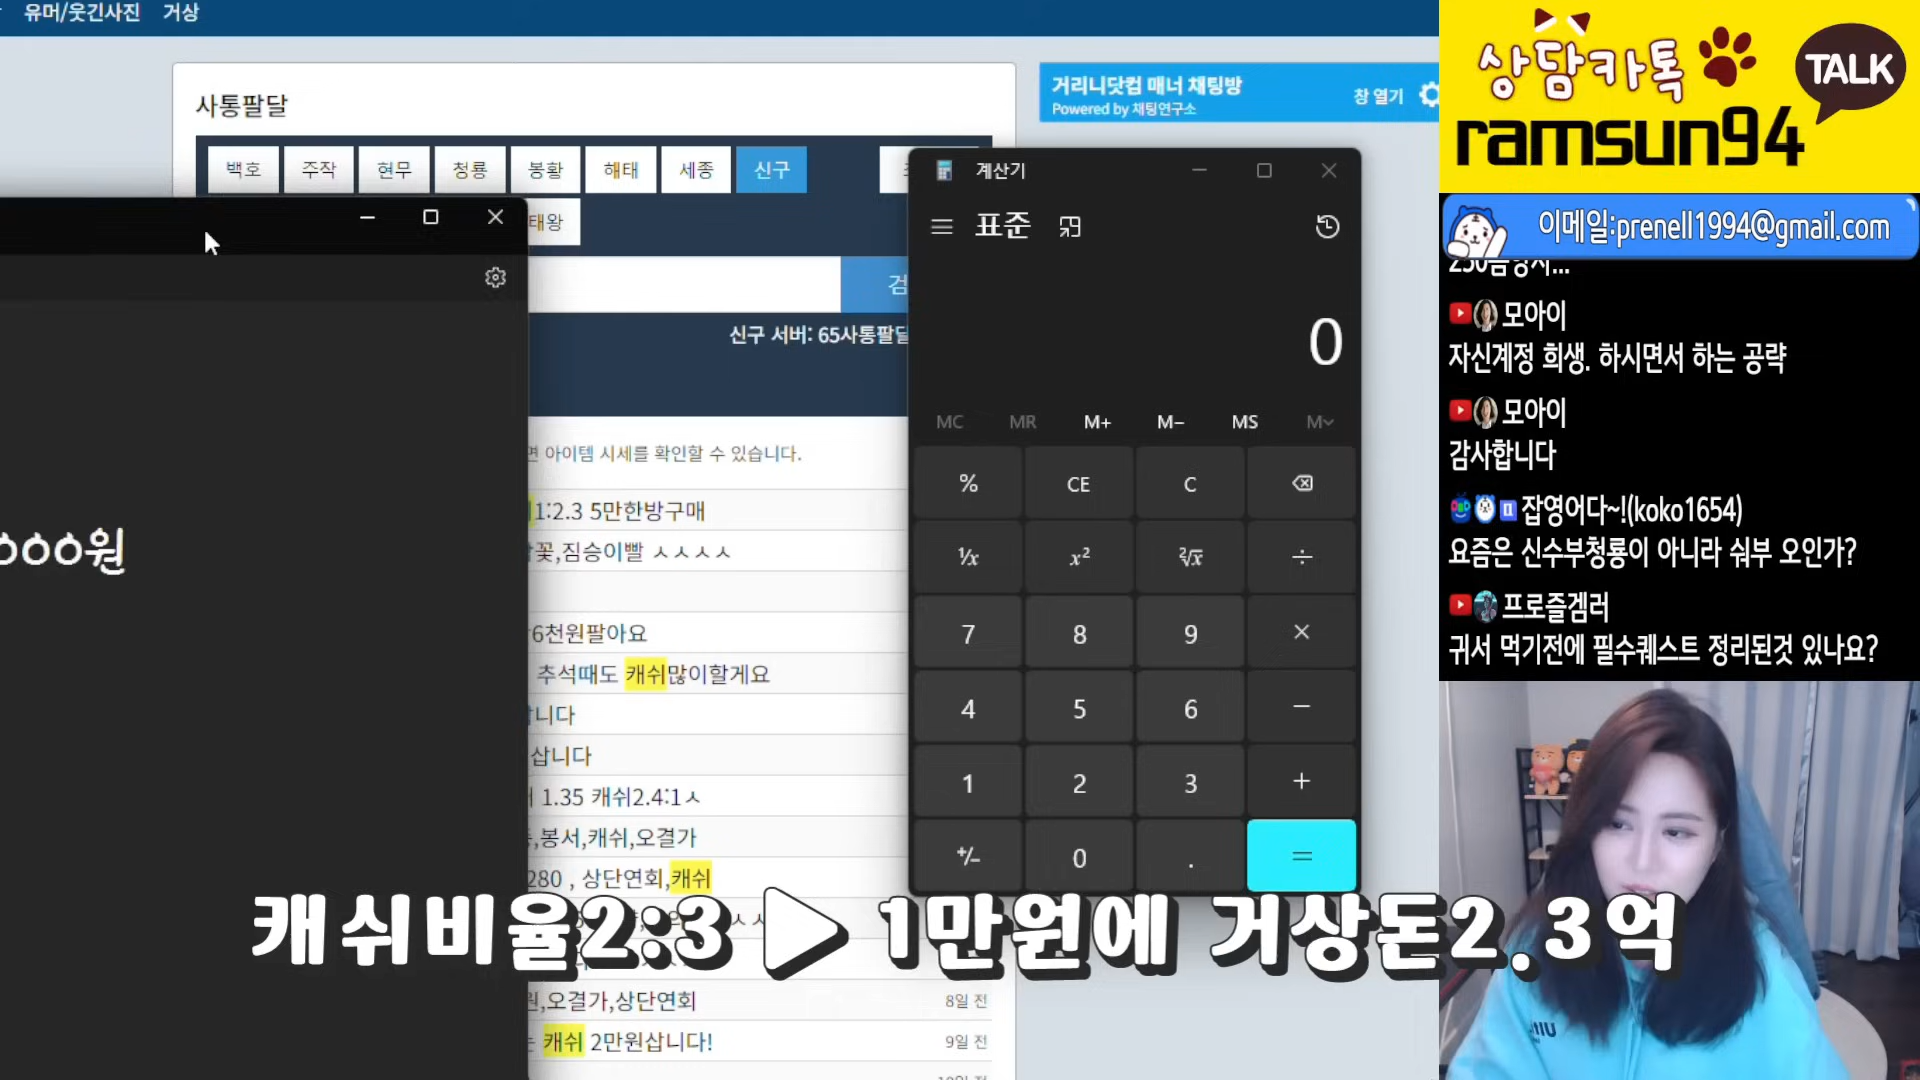 유머/웃긴사진 거상
사통팔달
백호 주작 현무 청룡 봉황 해태 세종 신구
태왕
신구 서버: 65사통팔달
면 아이템 시세를 확인할 수 있습니다.
1:2.3 5만한방구매
꽃,짐승이빨 ㅅㅅㅅㅅ
6천원팔아요
추석때도 캐쉬많이할게요
니다
삽니다
1.35 캐쉬2.4:1ㅅ
,봉서,캐쉬,오결가
280 , 상단연회,캐쉬
원,오결가,상단연회 8일 전
캐쉬 2만원삽니다! 9일 전
000원
거리니닷컴 매너 채팅방
Powered by 채팅연구소
창 열기
계산기
표준
0
MC MR M+ M− MS M˅
% CE C
¹⁄x x² ²√x ÷
7 8 9 ×
4 5 6 −
1 2 3 +
+/− 0 . =
캐쉬비율2:3 ▶ 1만원에 거상돈2.3억
상담카톡
TALK
ramsun94
이메일:prenell1994@gmail.com
모아이
자신계정 희생. 하시면서 하는 공략
모아이
감사합니다
잡영어다~!(koko1654)
요즘은 신수부청룡이 아니라 숴부 오인가?
프로즐겜러
귀서 먹기전에 필수퀘스트 정리된것 있나요?